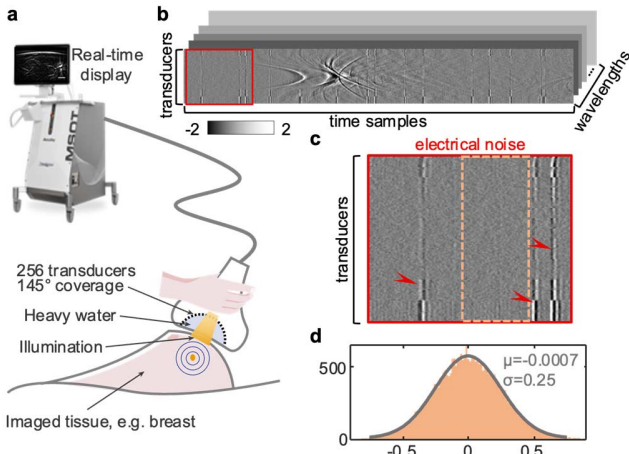 a
Real-time
display
MSOT
256 transducers
145° coverage
Heavy water
Illumination
Imaged tissue, e.g. breast
b
transducers
time samples
wavelengths
...
-2
2
c
electrical noise
transducers
d
500
0
μ=-0.0007
σ=0.25
-0.5
0
0.5